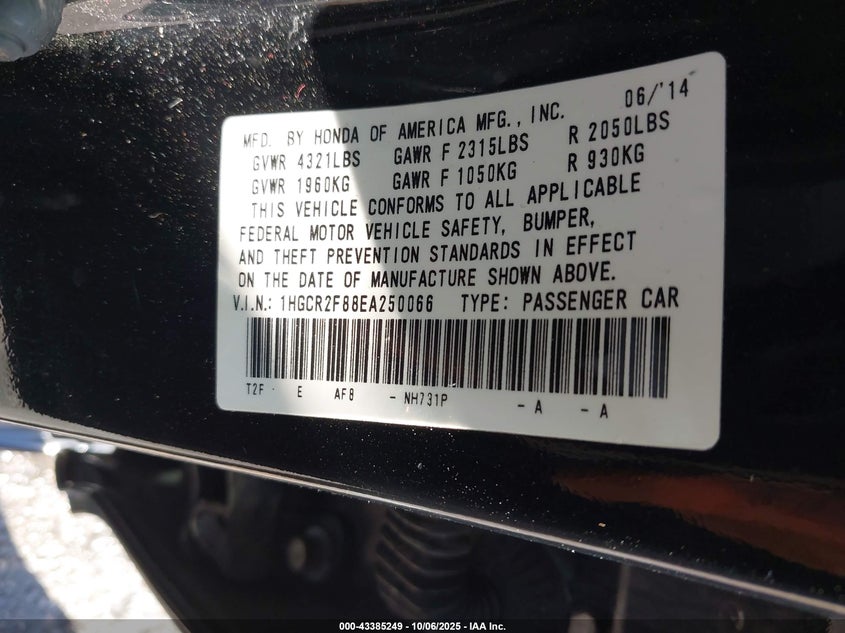 06/'14
MFD. BY HONDA OF AMERICA MFG., INC.
GVWR 4321LBS GAWR F 2315LBS R 2050LBS
GVWR 1960KG GAWR F 1050KG R 930KG
THIS VEHICLE CONFORMS TO ALL APPLICABLE
FEDERAL MOTOR VEHICLE SAFETY, BUMPER,
AND THEFT PREVENTION STANDARDS IN EFFECT
ON THE DATE OF MANUFACTURE SHOWN ABOVE.
V.I.N.: 1HGCR2F88EA250066 TYPE: PASSENGER CAR
T2F E AF8 - NH731P - A - A
000-43385249 - 10/06/2025 - IAA Inc.